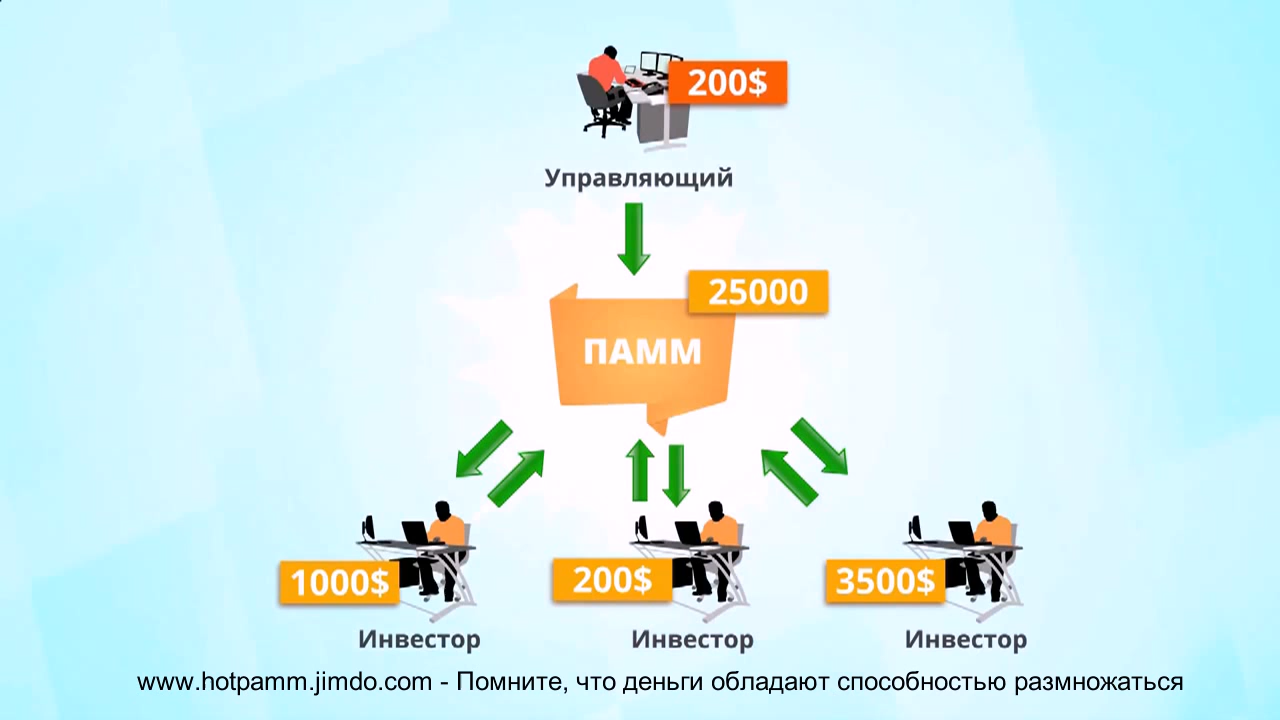 200$
Управляющий
25000
ПАММ
1000$
200$
3500$
Инвестор
Инвестор
Инвестор
www.hotpamm.jimdo.com - Помните, что деньги обладают способностью размножаться